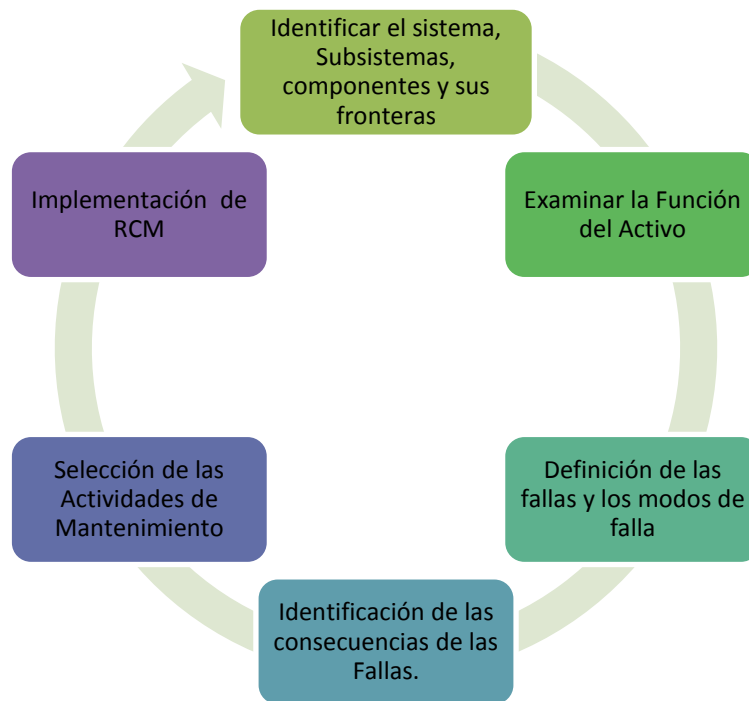 Identificar el sistema,
Subsistemas,
componentes y sus
fronteras
Examinar la Función
del Activo
Definición de las
fallas y los modos de
falla
Identificación de las
consecuencias de las
Fallas.
Selección de las
Actividades de
Mantenimiento
Implementación de
RCM